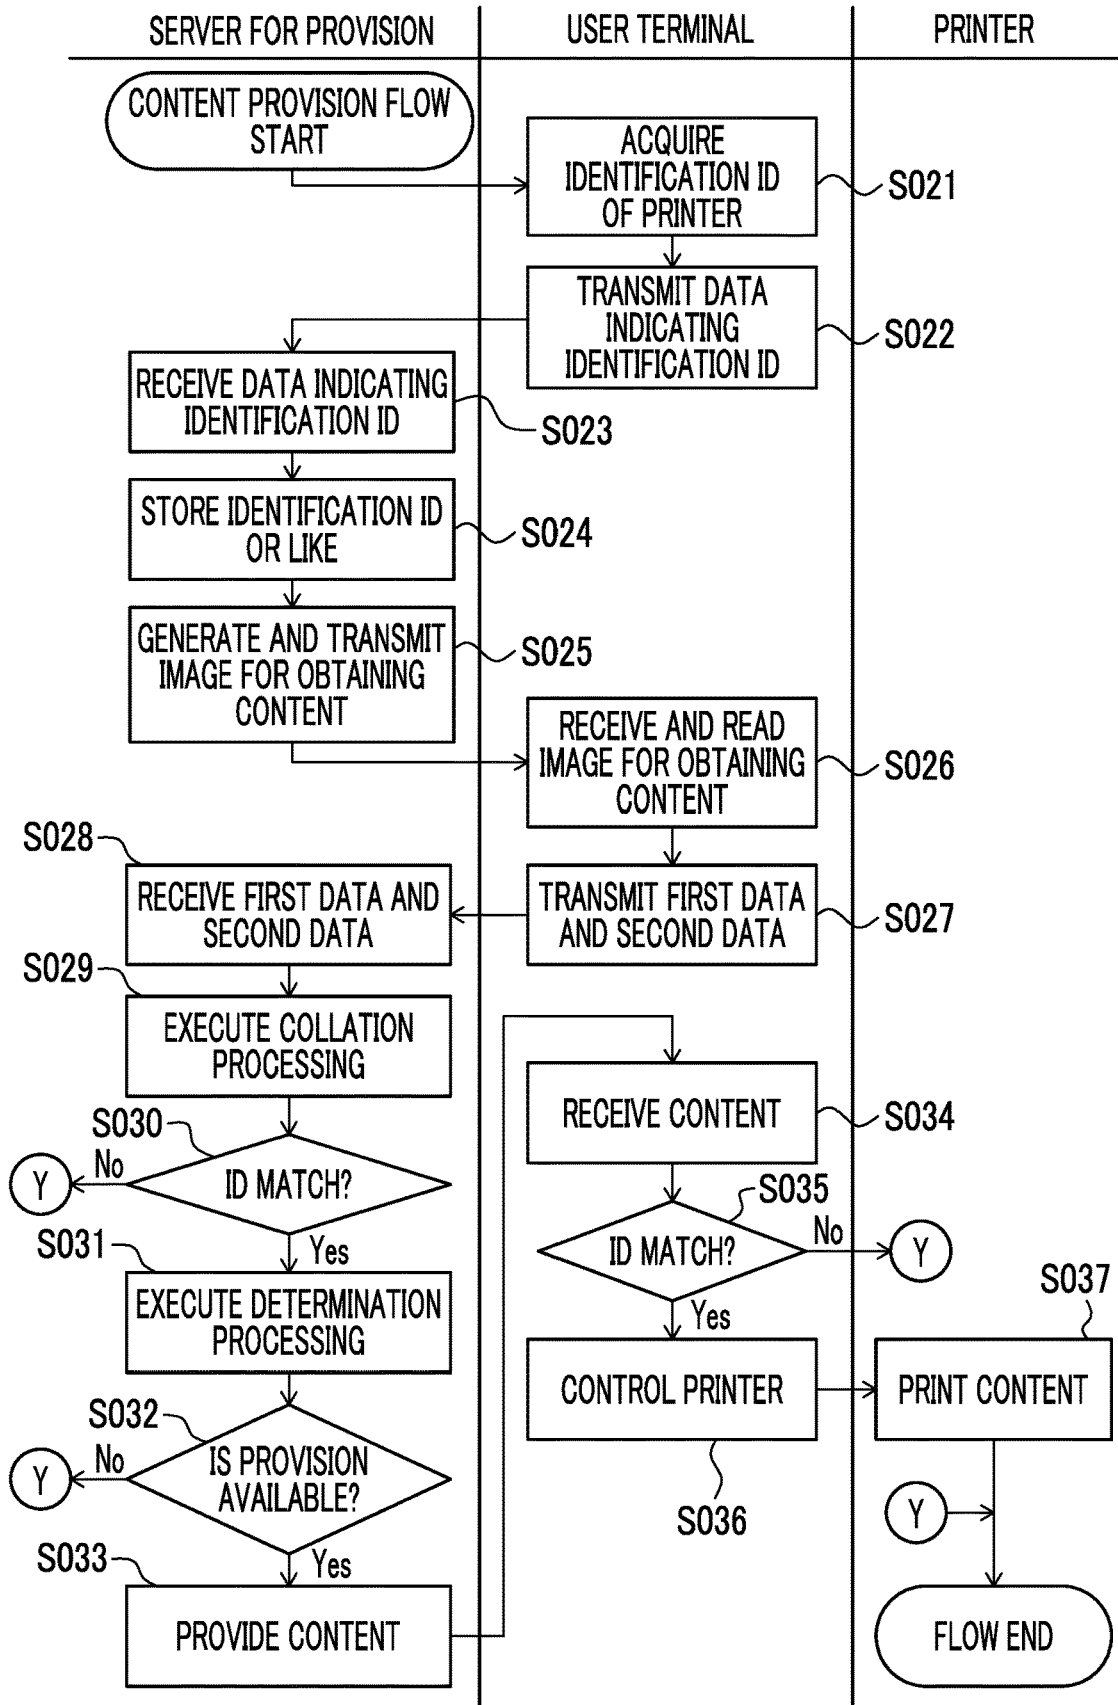 SERVER FOR PROVISION
USER TERMINAL
PRINTER
CONTENT PROVISION FLOW
START
ACQUIRE
IDENTIFICATION ID
OF PRINTER
S021
TRANSMIT DATA
INDICATING
IDENTIFICATION ID
S022
RECEIVE DATA INDICATING
IDENTIFICATION ID
S023
STORE IDENTIFICATION ID
OR LIKE
S024
GENERATE AND TRANSMIT
IMAGE FOR OBTAINING
CONTENT
S025
RECEIVE AND READ
IMAGE FOR OBTAINING
CONTENT
S026
TRANSMIT FIRST DATA
AND SECOND DATA
S027
S028
RECEIVE FIRST DATA AND
SECOND DATA
S029
EXECUTE COLLATION
PROCESSING
S030
ID MATCH?
No
Y
Yes
S031
EXECUTE DETERMINATION
PROCESSING
S032
IS PROVISION
AVAILABLE?
No
Y
Yes
S033
PROVIDE CONTENT
RECEIVE CONTENT
S034
S035
ID MATCH?
No
Y
Yes
CONTROL PRINTER
S036
S037
PRINT CONTENT
Y
FLOW END